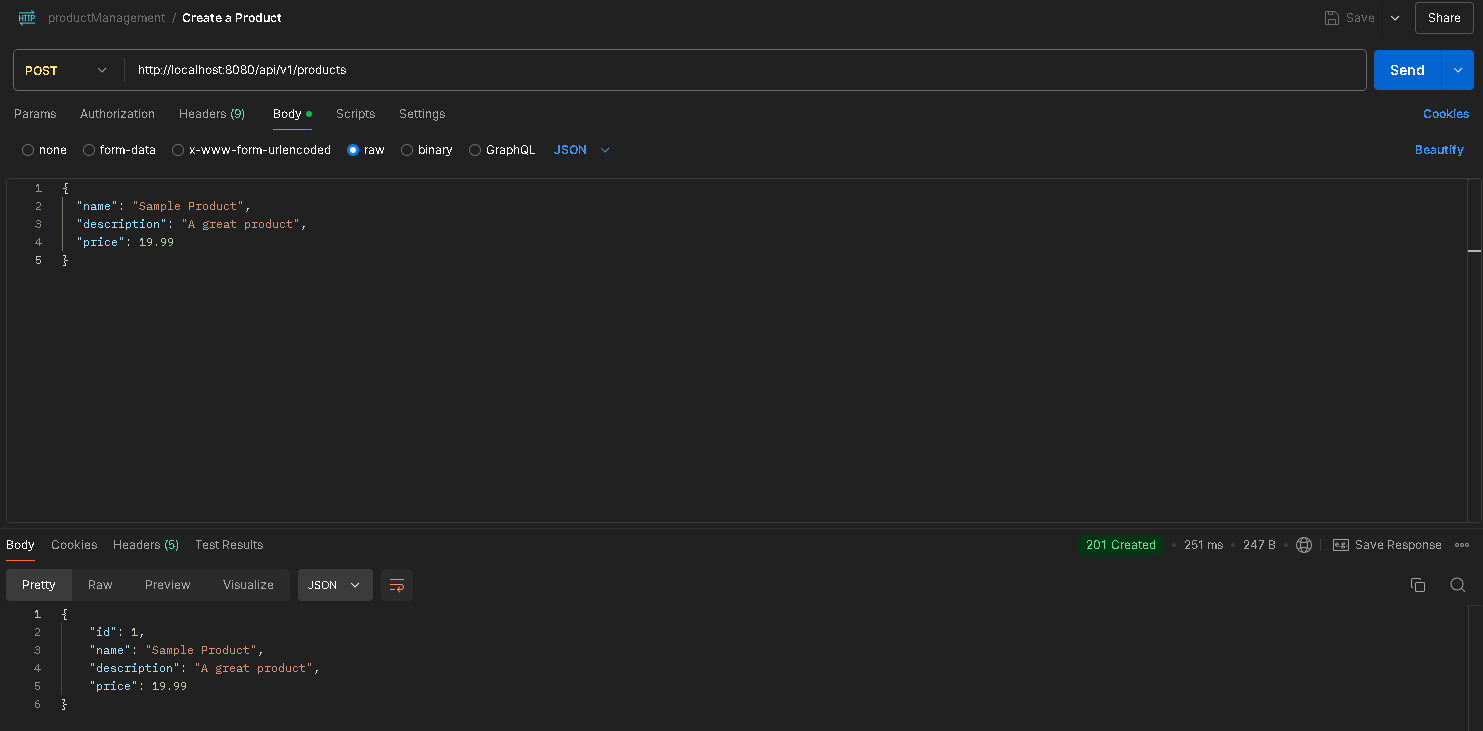 HTTP productManagement / Create a Product Save Share
POST http://localhost:8080/api/v1/products Send
Params Authorization Headers (9) Body Scripts Settings Cookies
none form-data x-www-form-urlencoded raw binary GraphQL JSON Beautify
1 {
2 "name": "Sample Product",
3 "description": "A great product",
4 "price": 19.99
5 }
Body Cookies Headers (5) Test Results 201 Created • 251 ms • 247 B • e.g. Save Response
Pretty Raw Preview Visualize JSON
1 {
2 "id": 1,
3 "name": "Sample Product",
4 "description": "A great product",
5 "price": 19.99
6 }